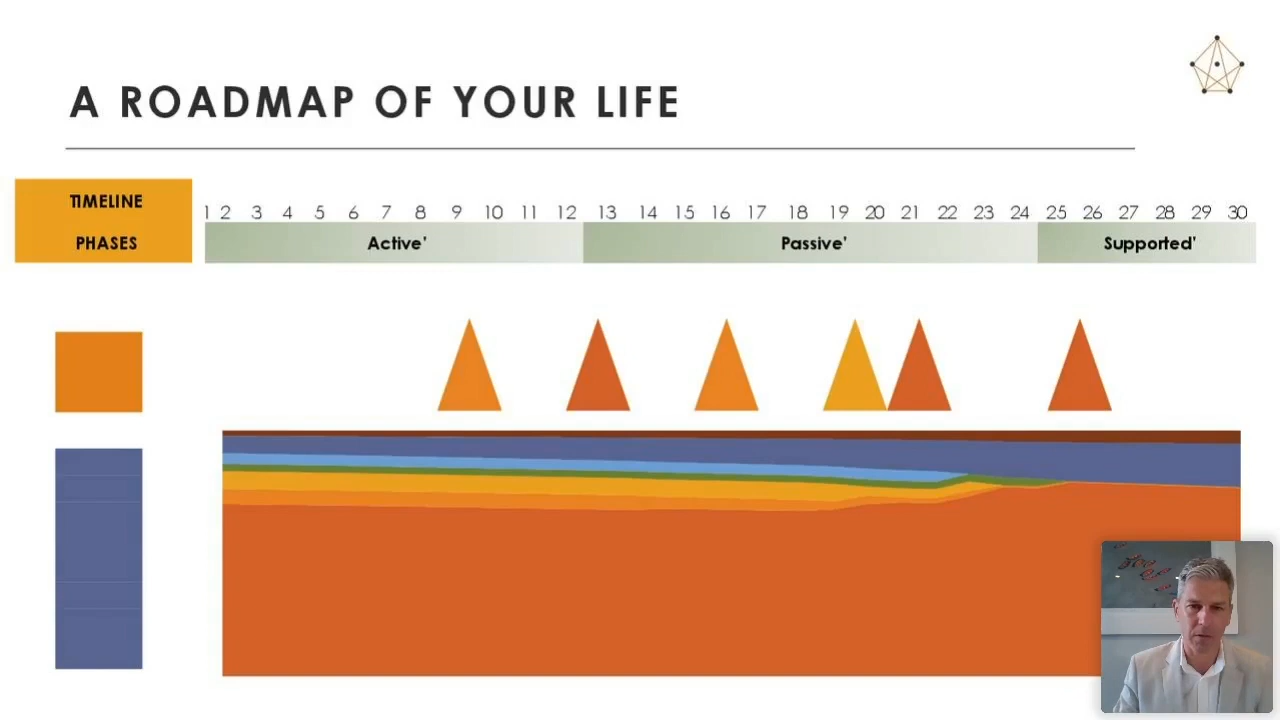 A ROADMAP OF YOUR LIFE
TIMELINE
1 2 3 4 5 6 7 8 9 10 11 12 13 14 15 16 17 18 19 20 21 22 23 24 25 26 27 28 29 30
PHASES Active’ Passive’ Supported’